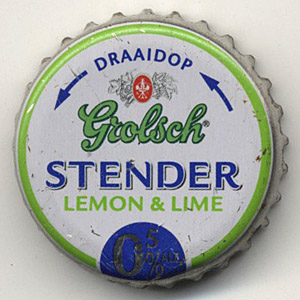 DRAAIDOP
Grolsch®
STENDER
LEMON & LIME
0,5
%